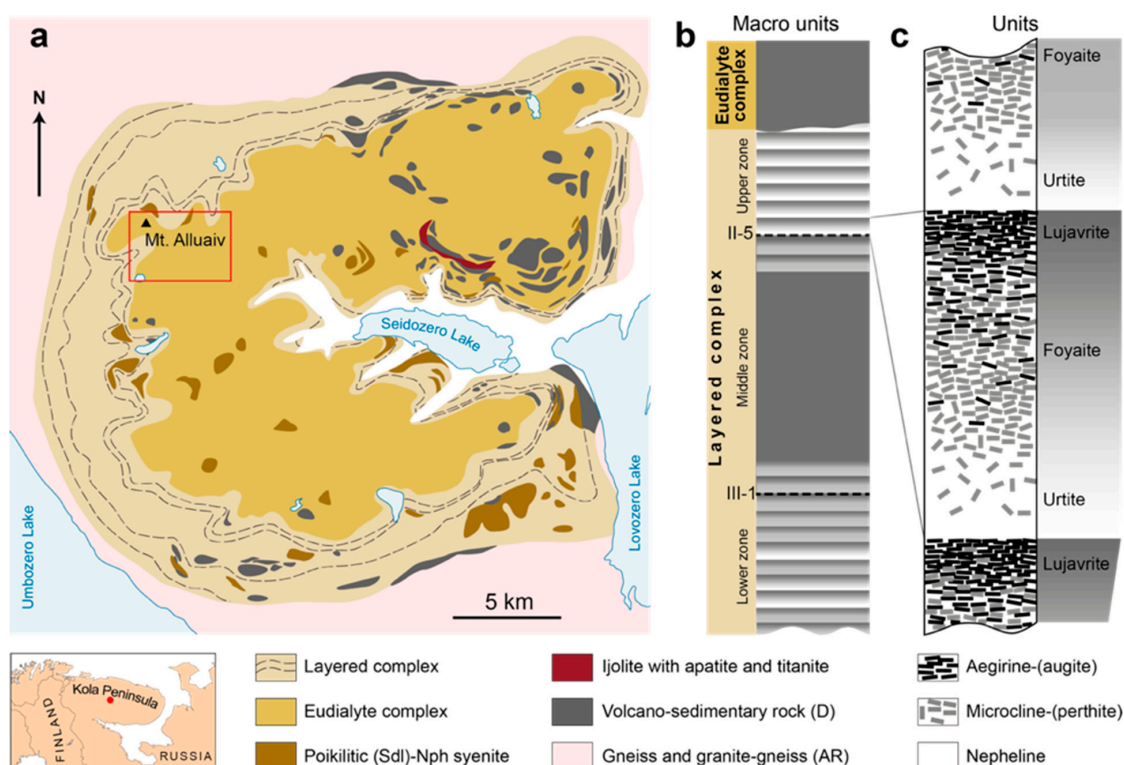 a
N
Mt. Alluaiv
Seidozero Lake
Umbozero Lake
Lovozero Lake
5 km
b
Macro units
Eudialyte
complex
Layered complex
Upper zone
II-5
Middle zone
III-1
Lower zone
c
Units
Foyaite
Urtite
Lujavrite
Foyaite
Urtite
Lujavrite
Kola Peninsula
FINLAND
RUSSIA
Layered complex
Eudialyte complex
Poikilitic (Sdl)-Nph syenite
Ijolite with apatite and titanite
Volcano-sedimentary rock (D)
Gneiss and granite-gneiss (AR)
Aegirine-(augite)
Microcline-(perthite)
Nepheline